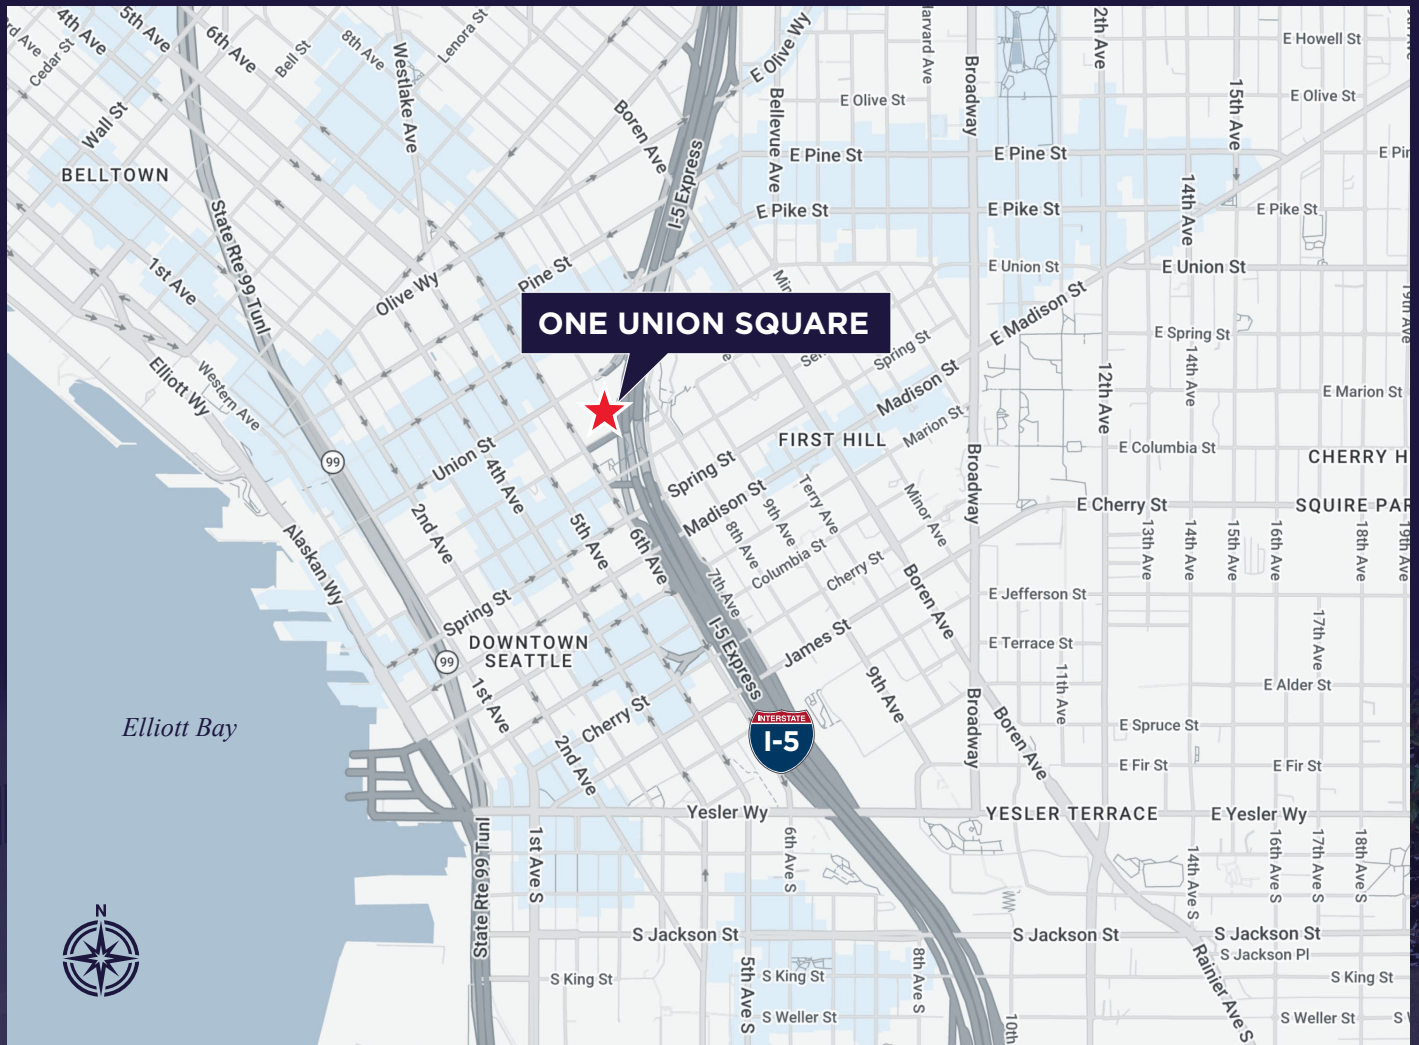 4th Ave
5th Ave
6th Ave
Bell St
8th Ave
Westlake Ave
Lenora St
rd Ave
Cedar St
Wall St
BELLTOWN
Boren Ave
I-5 Express
E Olive Wy
Bellevue Ave
E Olive St
Harvard Ave
Broadway
2th Ave
E Howell St
15th Ave
E Olive St
E Pine St
E Pine St
E Pin
E Pike St
E Pike St
14th Ave
E Pike St
State Rte 99 Tunl
1st Ave
Olive Wy
Pine St
E Union St
E Union St
ONE UNION SQUARE
Spring St
E Madison St
E Spring St
14th Ave
19th Ave
Elliott Wy
Western Ave
Madison St
Marion St
12th Ave
E Marion St
FIRST HILL
E Columbia St
CHERRY H
99
Union St
4th Ave
Spring St
Madison St
9th Ave
Terry Ave
Minor Ave
Broadway
E Cherry St
SQUIRE PAR
2nd Ave
5th Ave
6th Ave
8th Ave
Columbia St
Cherry St
13th Ave
14th Ave
15th Ave
16th Ave
18th Ave
19th Ave
Alaskan Wy
7th Ave
Boren Ave
E Jefferson St
Spring St
DOWNTOWN
SEATTLE
I-5 Express
James St
E Terrace St
17th Ave
99
1st Ave
9th Ave
11th Ave
E Alder St
Elliott Bay
Cherry St
INTERSTATE
I-5
Broadway
Boren Ave
E Spruce St
2nd Ave
E Fir St
E Fir St
Yesler Wy
YESLER TERRACE
E Yesler Wy
State Rte 99 Tunl
1st Ave S
6th Ave S
14th Ave S
16th Ave S
17th Ave S
18th Ave S
N
S Jackson St
S Jackson St
S Jackson St
S Jackson Pl
S King St
5th Ave S
S King St
8th Ave S
Rainier Ave S
S King St
S Weller St
10th
S Weller St